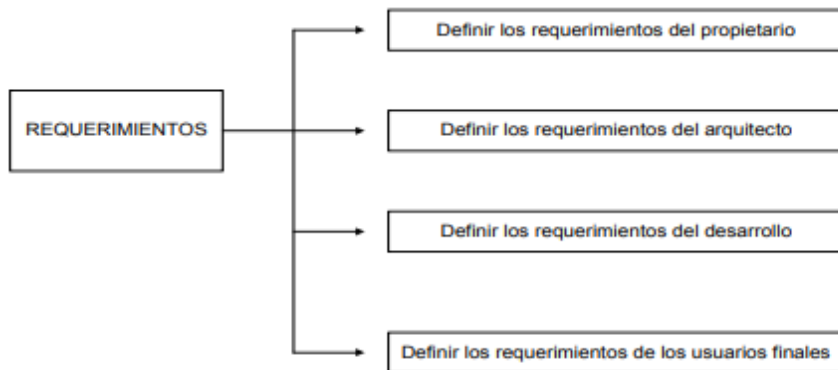 Definir los requerimientos del propietario
REQUERIMIENTOS
Definir los requerimientos del arquitecto
Definir los requerimientos del desarrollo
Definir los requerimientos de los usuarios finales